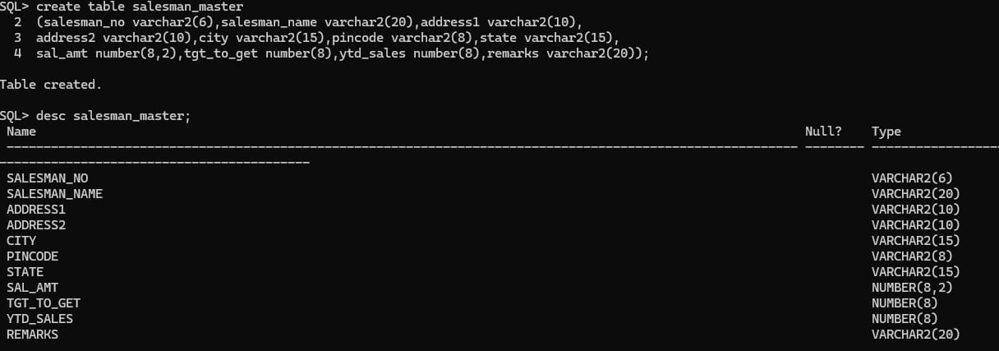 SQL> create table salesman_master
  2  (salesman_no varchar2(6),salesman_name varchar2(20),address1 varchar2(10),
  3  address2 varchar2(10),city varchar2(15),pincode varchar2(8),state varchar2(15),
  4  sal_amt number(8,2),tgt_to_get number(8),ytd_sales number(8),remarks varchar2(20));
Table created.
SQL> desc salesman_master;
Name Null? Type
SALESMAN_NO VARCHAR2(6)
SALESMAN_NAME VARCHAR2(20)
ADDRESS1 VARCHAR2(10)
ADDRESS2 VARCHAR2(10)
CITY VARCHAR2(15)
PINCODE VARCHAR2(8)
STATE VARCHAR2(15)
SAL_AMT NUMBER(8,2)
TGT_TO_GET NUMBER(8)
YTD_SALES NUMBER(8)
REMARKS VARCHAR2(20)